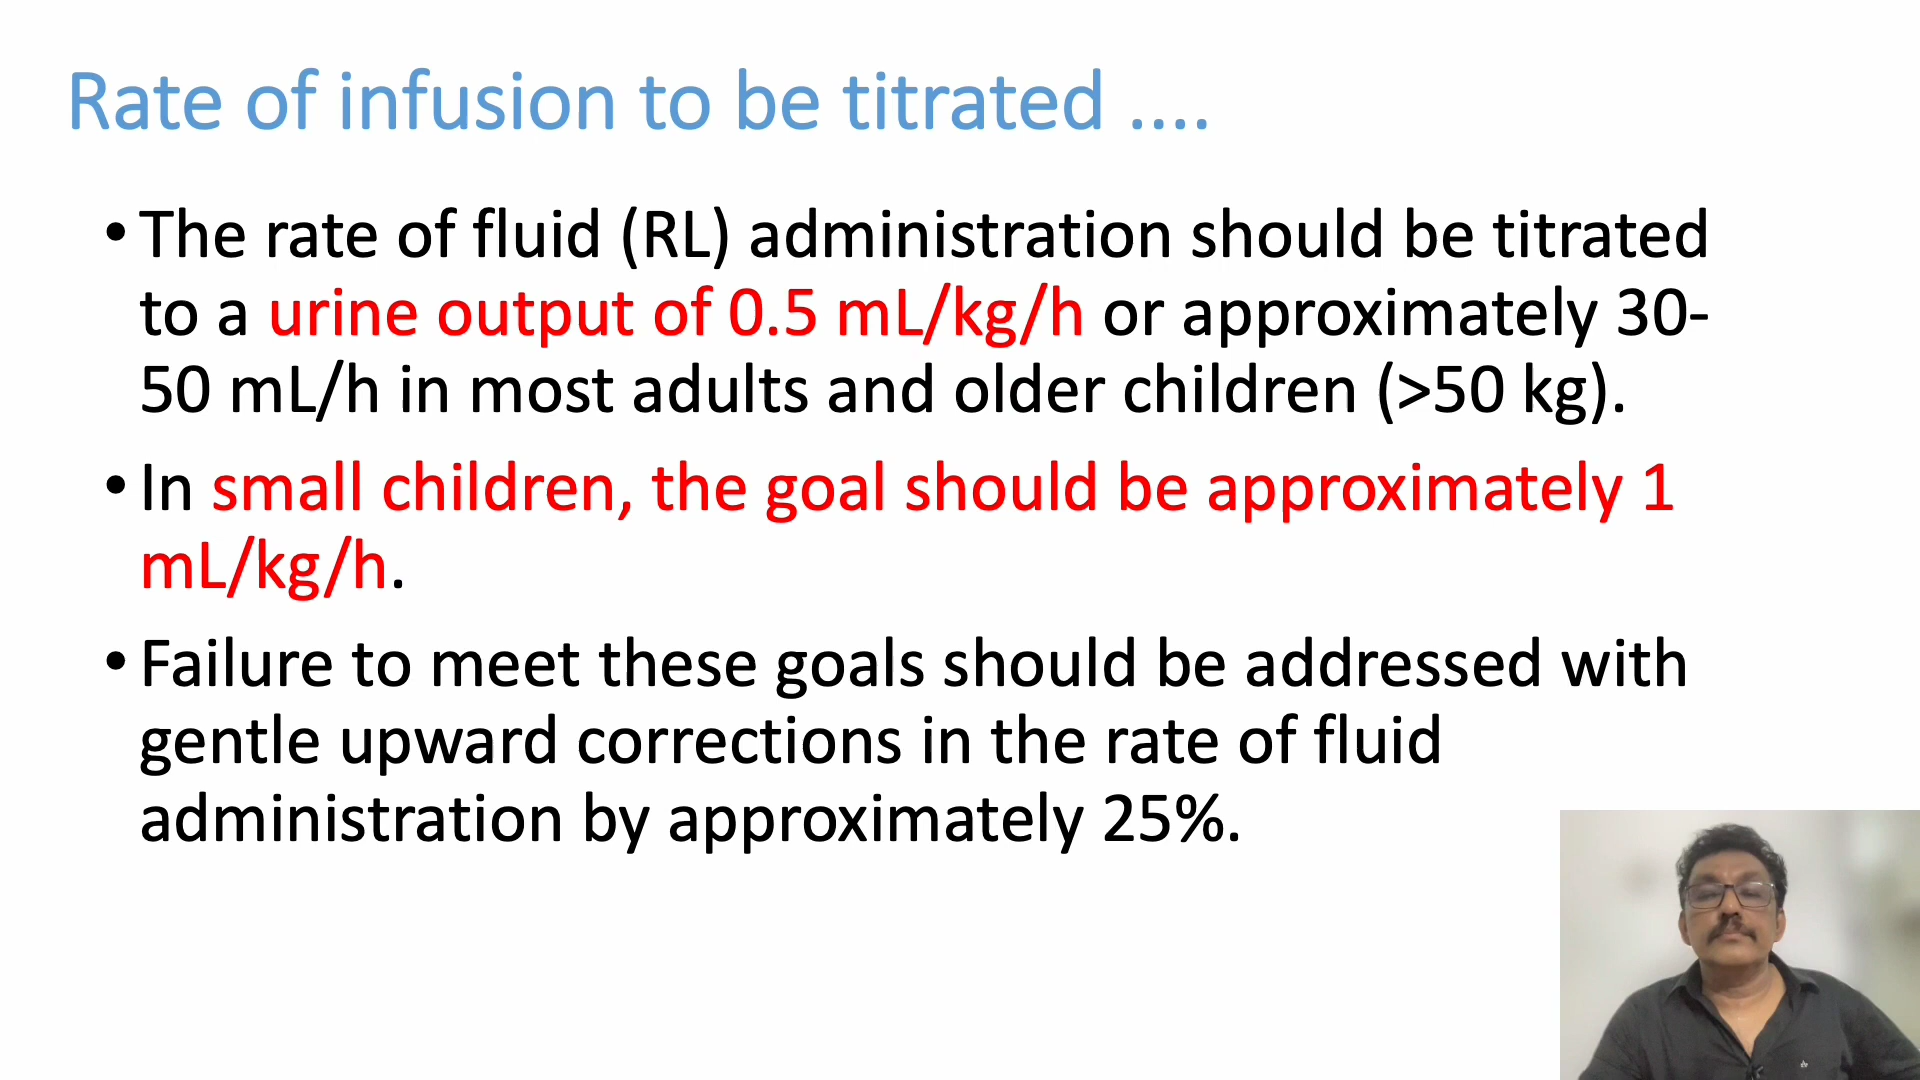 Rate of infusion to be titrated ....
• The rate of fluid (RL) administration should be titrated
to a urine output of 0.5 mL/kg/h or approximately 30-
50 mL/h in most adults and older children (>50 kg).
• In small children, the goal should be approximately 1
mL/kg/h.
• Failure to meet these goals should be addressed with
gentle upward corrections in the rate of fluid
administration by approximately 25%.